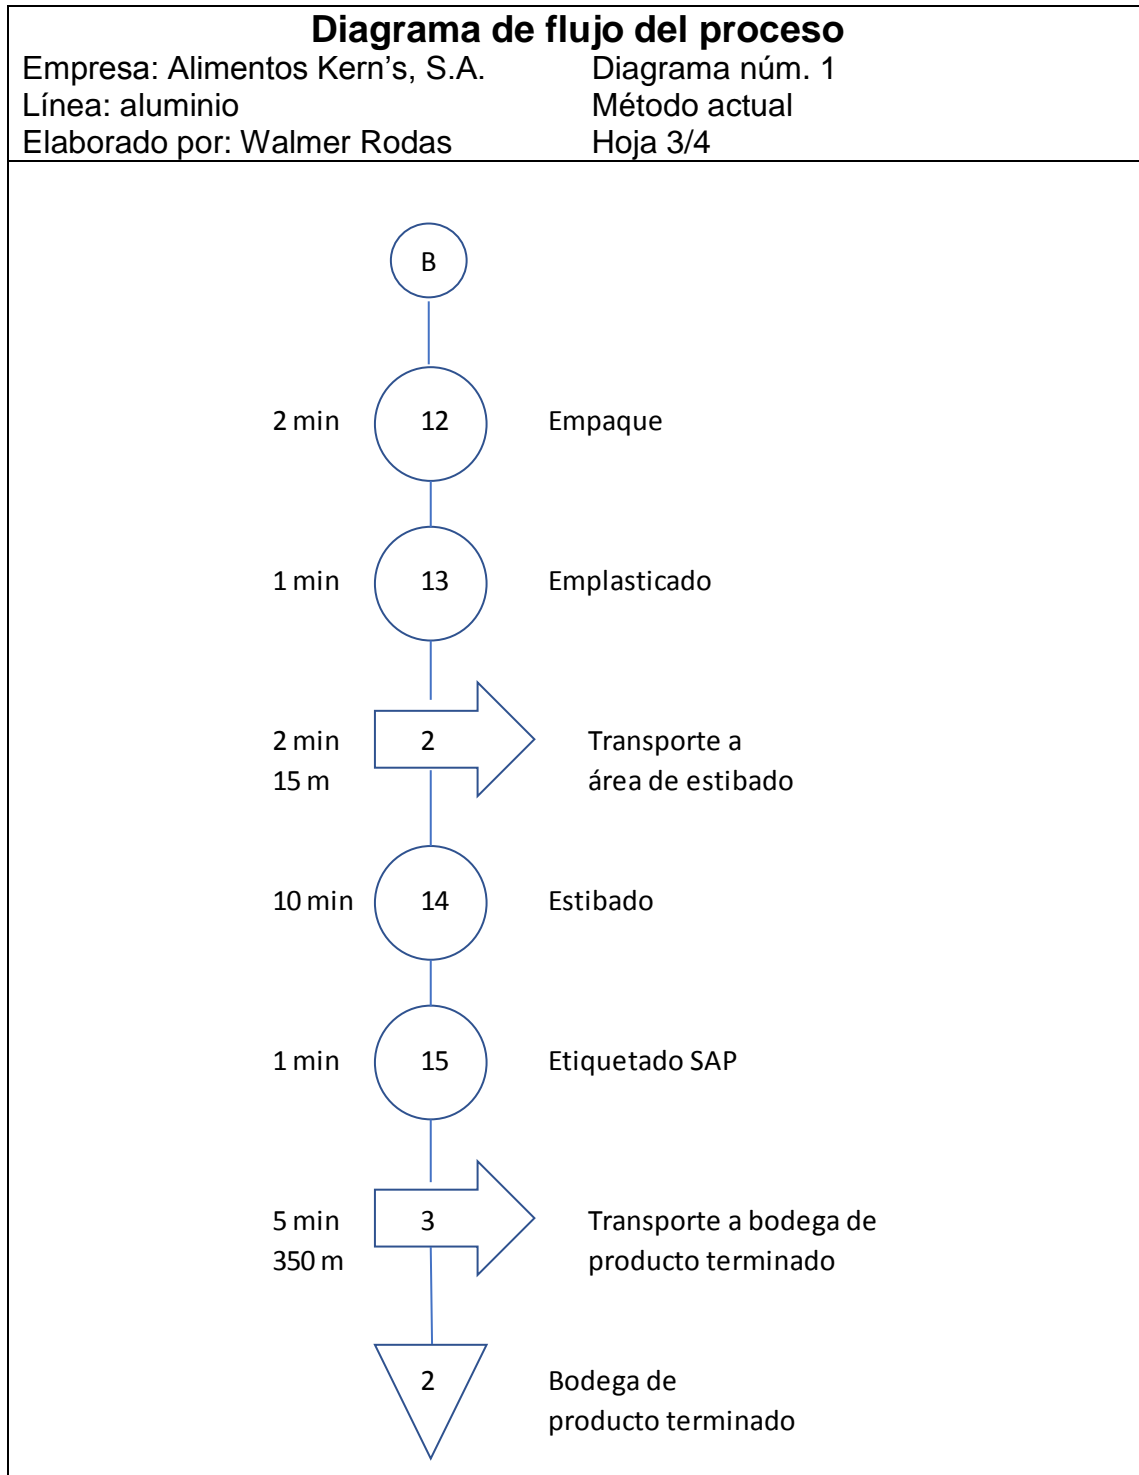 Diagrama de flujo del proceso
Empresa: Alimentos Kern’s, S.A. Diagrama núm. 1
Línea: aluminio Método actual
Elaborado por: Walmer Rodas Hoja 3/4
B
2 min 12 Empaque
1 min 13 Emplasticado
2 min 2 Transporte a
15 m área de estibado
10 min 14 Estibado
1 min 15 Etiquetado SAP
5 min 3 Transporte a bodega de
350 m producto terminado
2 Bodega de
producto terminado